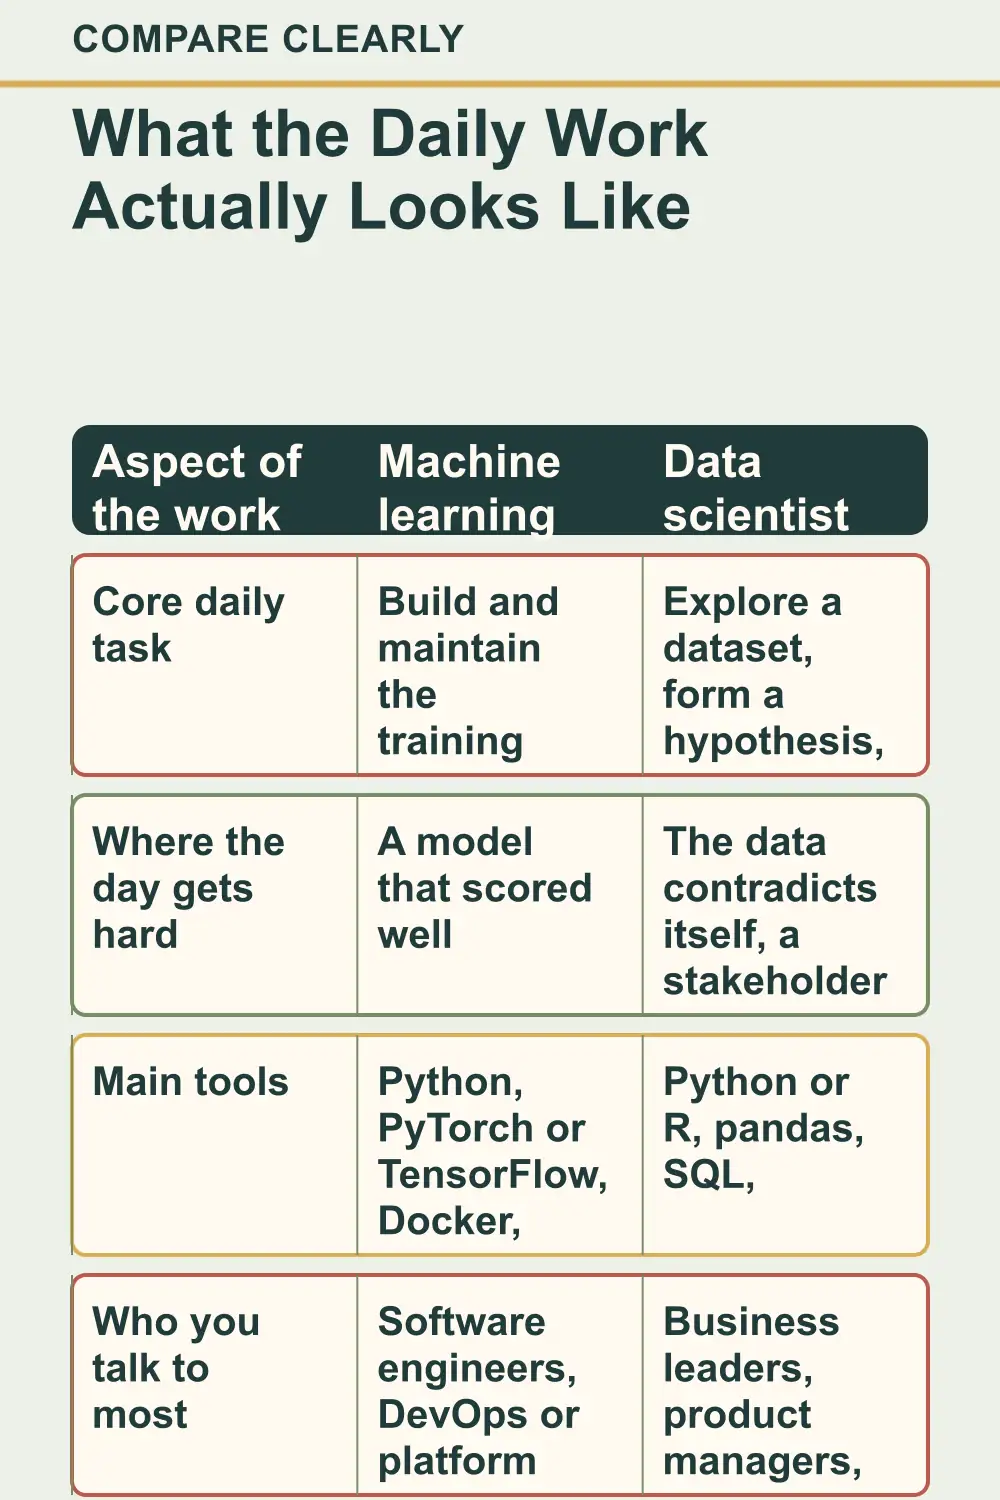 COMPARE CLEARLY
What the Daily Work
Actually Looks Like
Aspect of
the work
Machine
learning
Data
scientist
Core daily
task
Build and
maintain
the
training
Explore a
dataset,
form a
hypothesis,
Where the
day gets
hard
A model
that scored
well
The data
contradicts
itself, a
stakeholder
Main tools
Python,
PyTorch or
TensorFlow,
Docker,
Python or
R, pandas,
SQL,
Who you
talk to
most
Software
engineers,
DevOps or
platform
Business
leaders,
product
managers,